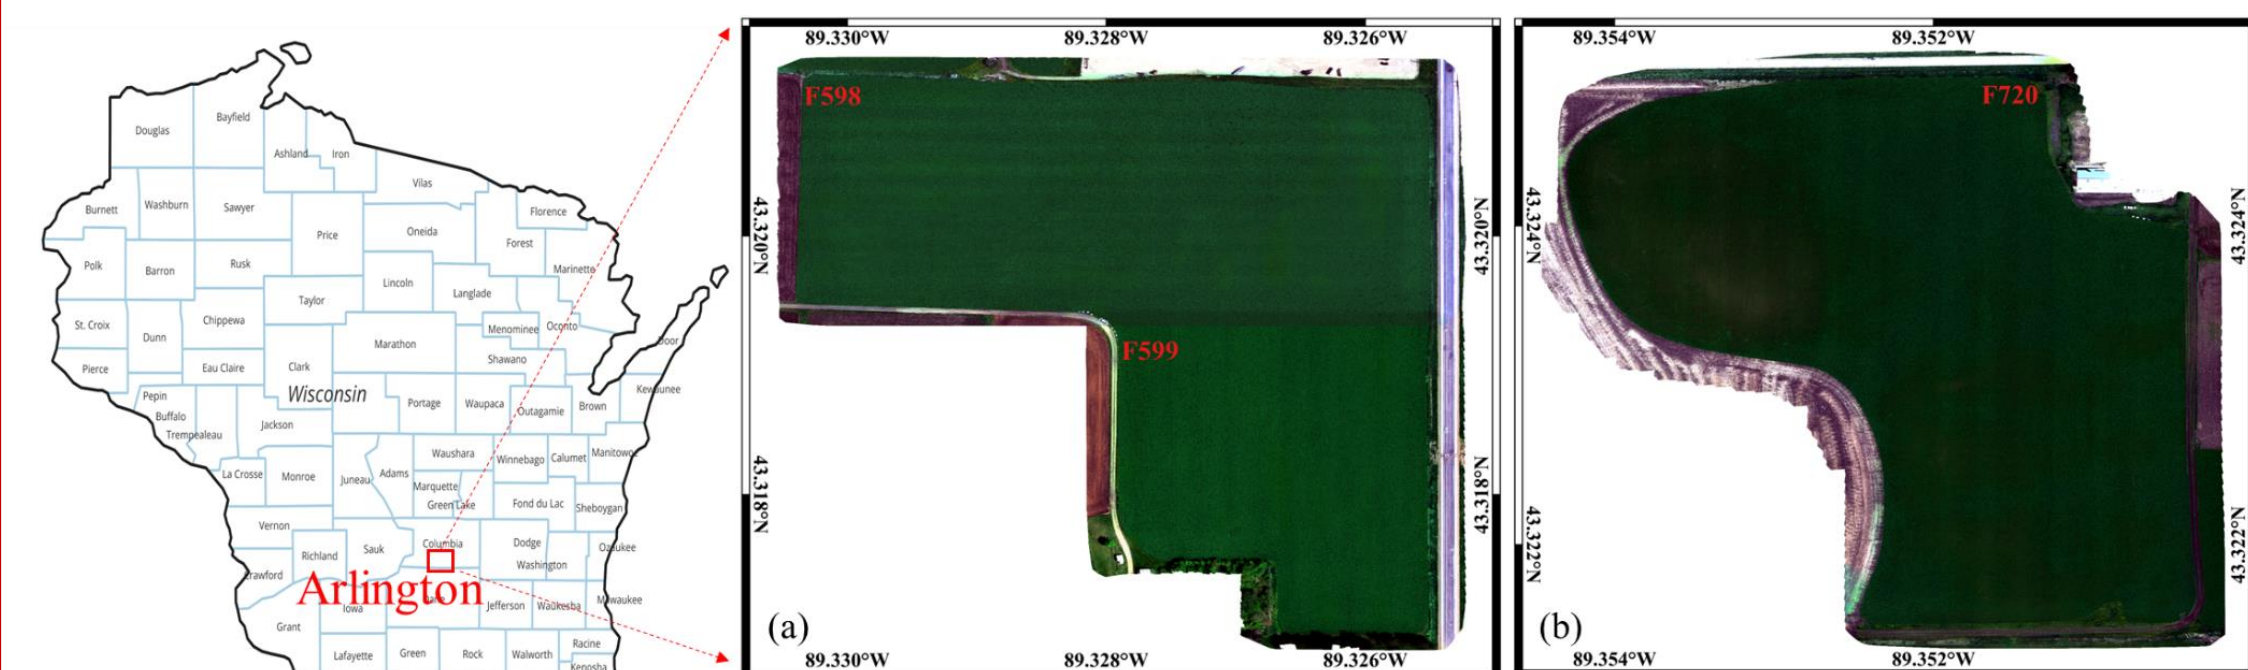 Douglas
Bayfield
Ashland
Iron
Vilas
Burnett
Washburn
Sawyer
Florence
Price
Oneida
Forest
Polk
Barron
Rusk
Marinette
Lincoln
Langlade
Taylor
St. Croix
Dunn
Chippewa
Menominee
Oconto
Door
Marathon
Shawano
Pierce
Eau Claire
Clark
Wisconsin
Kewaunee
Pepin
Buffalo
Trempealeau
Jackson
Portage
Waupaca
Outagamie
Brown
Waushara
Winnebago
Calumet
Manitowoc
La Crosse
Monroe
Juneau
Adams
Marquette
Green Lake
Fond du Lac
Sheboygan
Vernon
Richland
Sauk
Columbia
Dodge
Ozaukee
Washington
Crawford
Arlington
Iowa
Dane
Jefferson
Waukesha
Milwaukee
Grant
Lafayette
Green
Rock
Walworth
Racine
Kenosha
89.330°W 89.328°W 89.326°W
F598
43.320°N 43.320°N
F599
43.318°N 43.318°N
(a)
89.330°W 89.328°W 89.326°W
89.354°W 89.352°W
F720
43.324°N 43.324°N
43.322°N 43.322°N
(b)
89.354°W 89.352°W